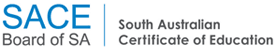 SACE
Board of SA
South Australian
Certificate of Education